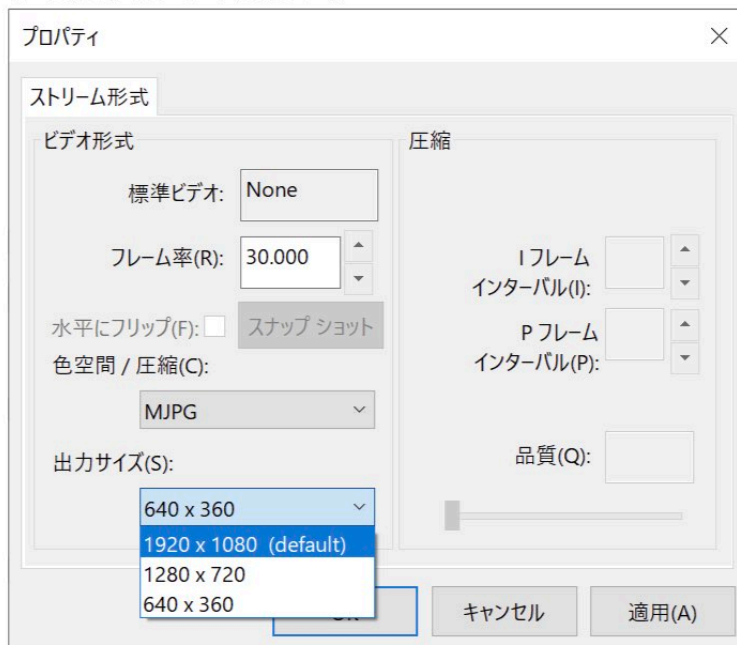 プロパティ
ストリーム形式
ビデオ形式
標準ビデオ: None
フレーム率(R): 30.000
水平にフリップ(F): スナップ ショット
色空間 / 圧縮(C):
MJPG
出力サイズ(S):
640 x 360
1920 x 1080 (default)
1280 x 720
640 x 360
圧縮
I フレーム
インターバル(I):
P フレーム
インターバル(P):
品質(Q):
キャンセル
適用(A)